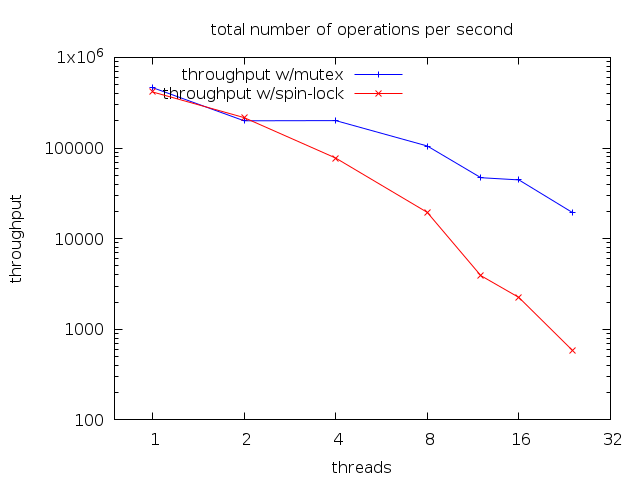 total number of operations per second
1x10⁶
throughput w/mutex
throughput w/spin-lock
100000
throughput
10000
1000
100
1 2 4 8 16 32
threads